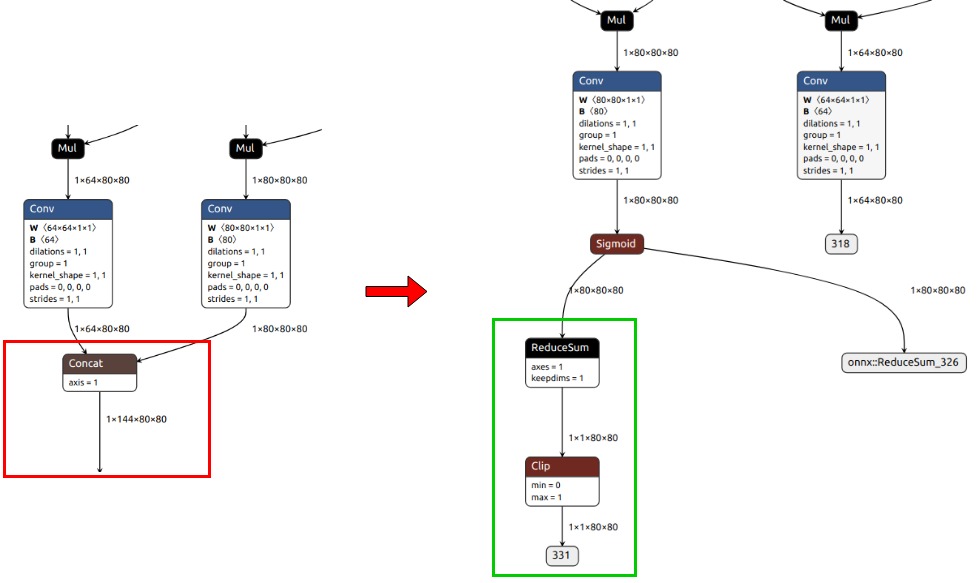 Mul
Mul
1×64×80×80
1×80×80×80
Conv
W ⟨64×64×1×1⟩
B ⟨64⟩
dilations = 1, 1
group = 1
kernel_shape = 1, 1
pads = 0, 0, 0, 0
strides = 1, 1
Conv
W ⟨80×80×1×1⟩
B ⟨80⟩
dilations = 1, 1
group = 1
kernel_shape = 1, 1
pads = 0, 0, 0, 0
strides = 1, 1
1×64×80×80
1×80×80×80
Concat
axis = 1
1×144×80×80
Mul
Mul
1×80×80×80
1×64×80×80
Conv
W ⟨80×80×1×1⟩
B ⟨80⟩
dilations = 1, 1
group = 1
kernel_shape = 1, 1
pads = 0, 0, 0, 0
strides = 1, 1
Conv
W ⟨64×64×1×1⟩
B ⟨64⟩
dilations = 1, 1
group = 1
kernel_shape = 1, 1
pads = 0, 0, 0, 0
strides = 1, 1
1×80×80×80
1×64×80×80
Sigmoid
318
1×80×80×80
1×80×80×80
ReduceSum
axes = 1
keepdims = 1
onnx::ReduceSum_326
1×1×80×80
Clip
min = 0
max = 1
1×1×80×80
331